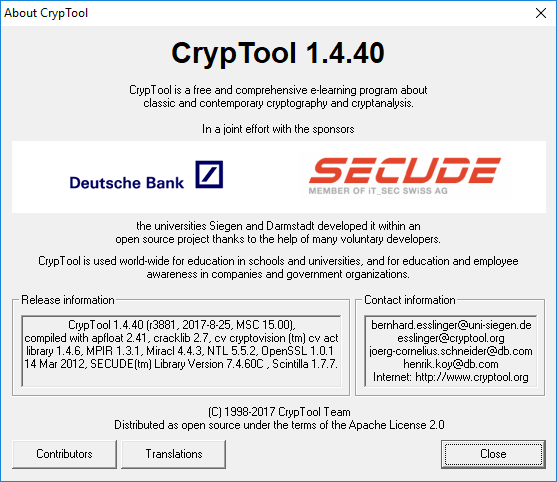 About CrypTool
CrypTool 1.4.40
CrypTool is a free and comprehensive e-learning program about
classic and contemporary cryptography and cryptanalysis.
In a joint effort with the sponsors
Deutsche Bank
SECUDE
MEMBER OF iT_SEC SWiSS AG
the universities Siegen and Darmstadt developed it within an
open source project thanks to the help of many voluntary developers.
CrypTool is used world-wide for education in schools and universities, and for education and employee
awareness in companies and government organizations.
Release information
CrypTool 1.4.40 (r3881, 2017-8-25, MSC 15.00),
compiled with apfloat 2.41, cracklib 2.7, cv cryptovision (tm) cv act
library 1.4.6, MPIR 1.3.1, Miracl 4.4.3, NTL 5.5.2, OpenSSL 1.0.1
14 Mar 2012, SECUDE(tm) Library Version 7.4.60C , Scintilla 1.7.7.
Contact information
bernhard.esslinger@uni-siegen.de
esslinger@cryptool.org
joerg-cornelius.schneider@db.com
henrik.koy@db.com
Internet: http://www.cryptool.org
(C) 1998-2017 CrypTool Team
Distributed as open source under the terms of the Apache License 2.0
Contributors
Translations
Close